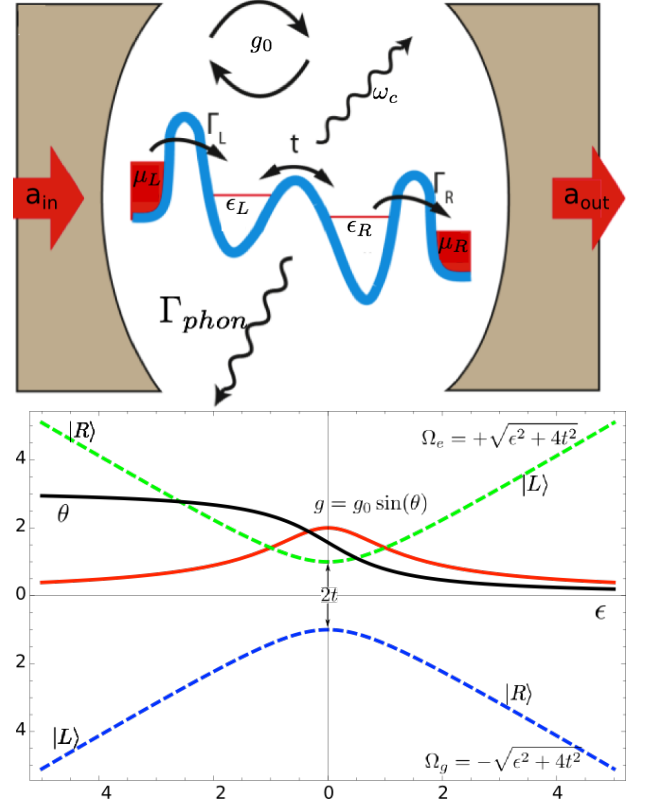 g₀
ω_c
Γ_L
t
Γ_R
μ_L
ϵ_L
ϵ_R
μ_R
a_in
a_out
Γ_phon
|R⟩
Ω_e = +√(ϵ² + 4t²)
|L⟩
g = g₀ sin(θ)
θ
2t
ϵ
|R⟩
|L⟩
Ω_g = −√(ϵ² + 4t²)
4
2
0
2
4
4
2
0
2
4